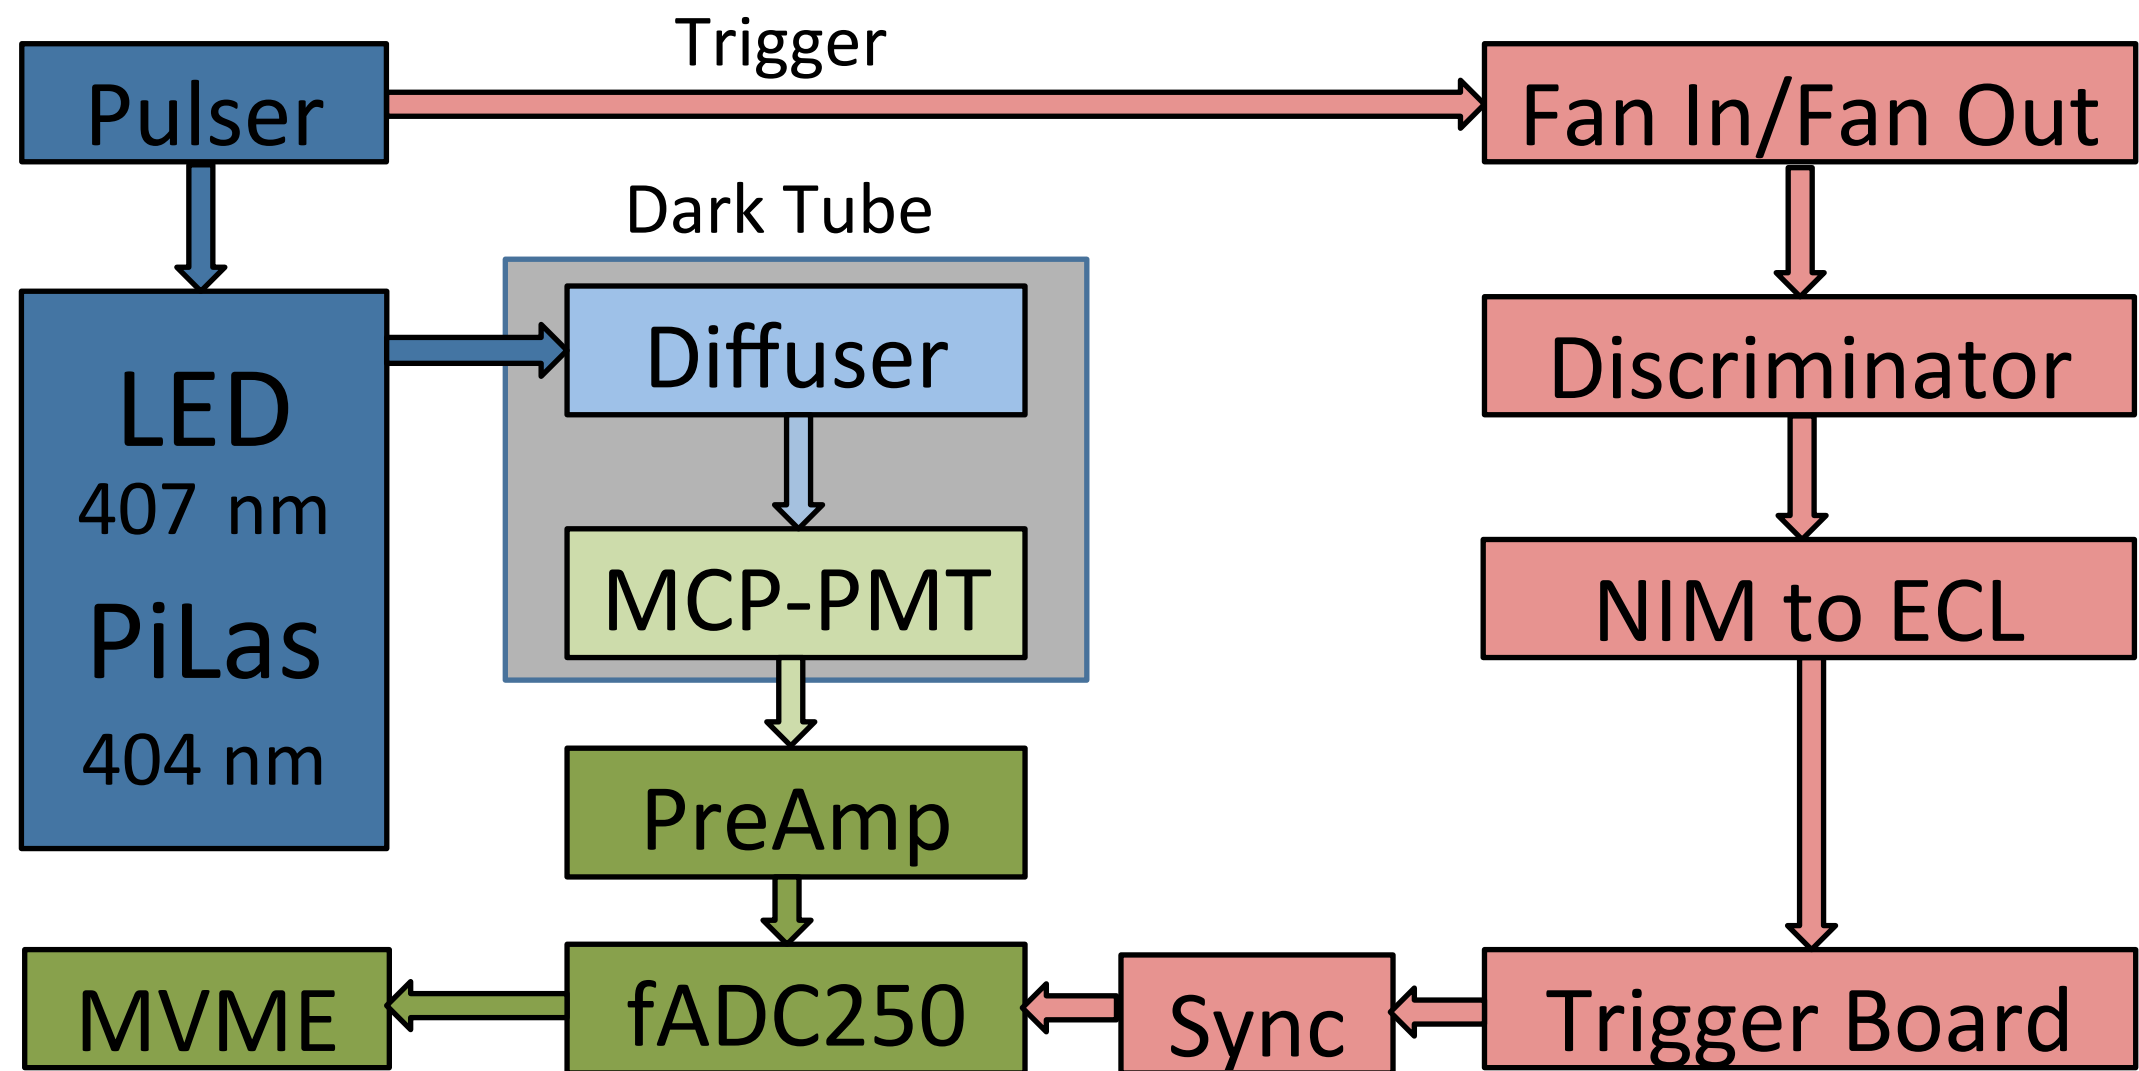 Trigger
Pulser
Fan In/Fan Out
Dark Tube
Diffuser
Discriminator
LED
407 nm
PiLas
404 nm
MCP-PMT
NIM to ECL
PreAmp
MVME
fADC250
Sync
Trigger Board